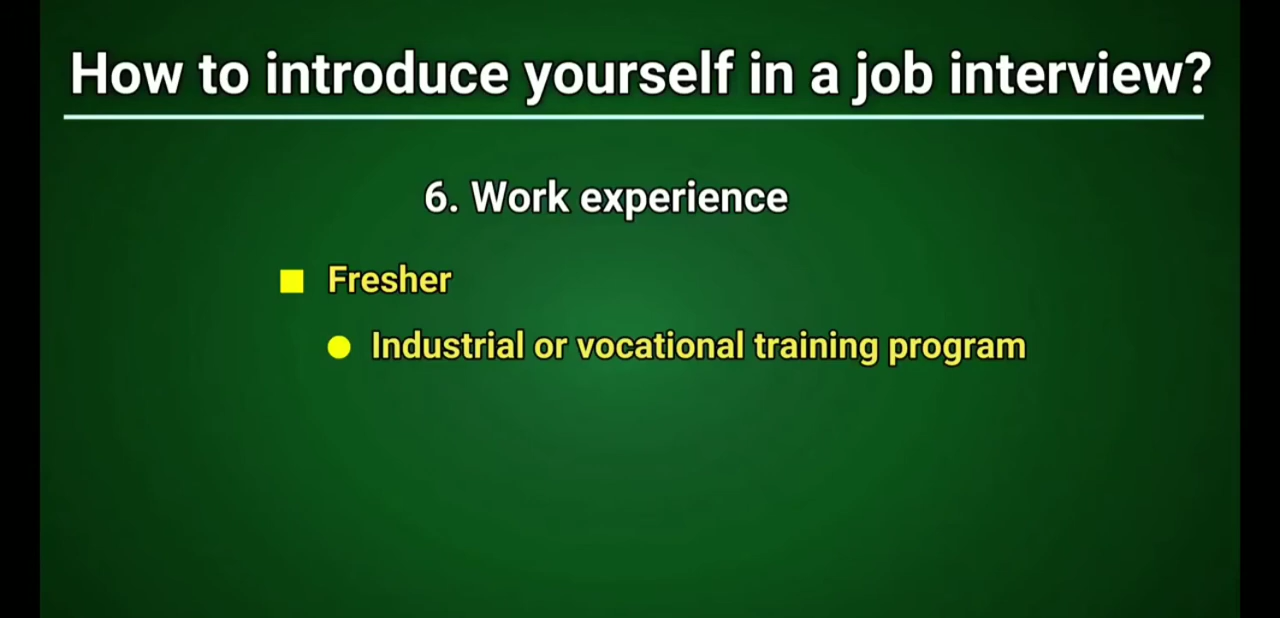 How to introduce yourself in a job interview?
6. Work experience
Fresher
Industrial or vocational training program